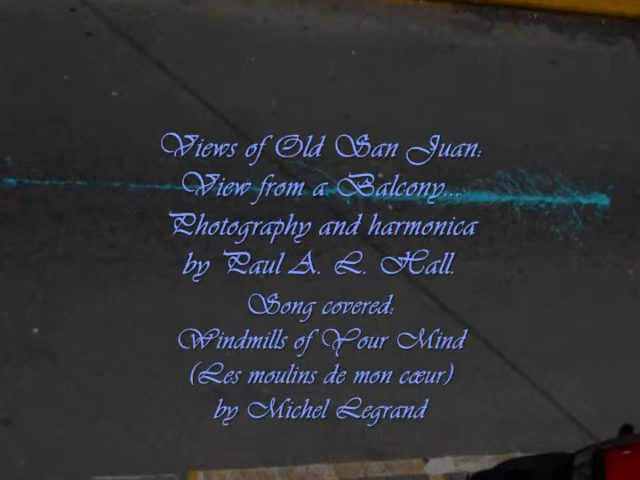 Views of Old San Juan:
View from a Balcony...
Photography and harmonica
by Paul A. L. Hall.
Song covered:
Windmills of Your Mind
(Les moulins de mon cœur)
by Michel Legrand